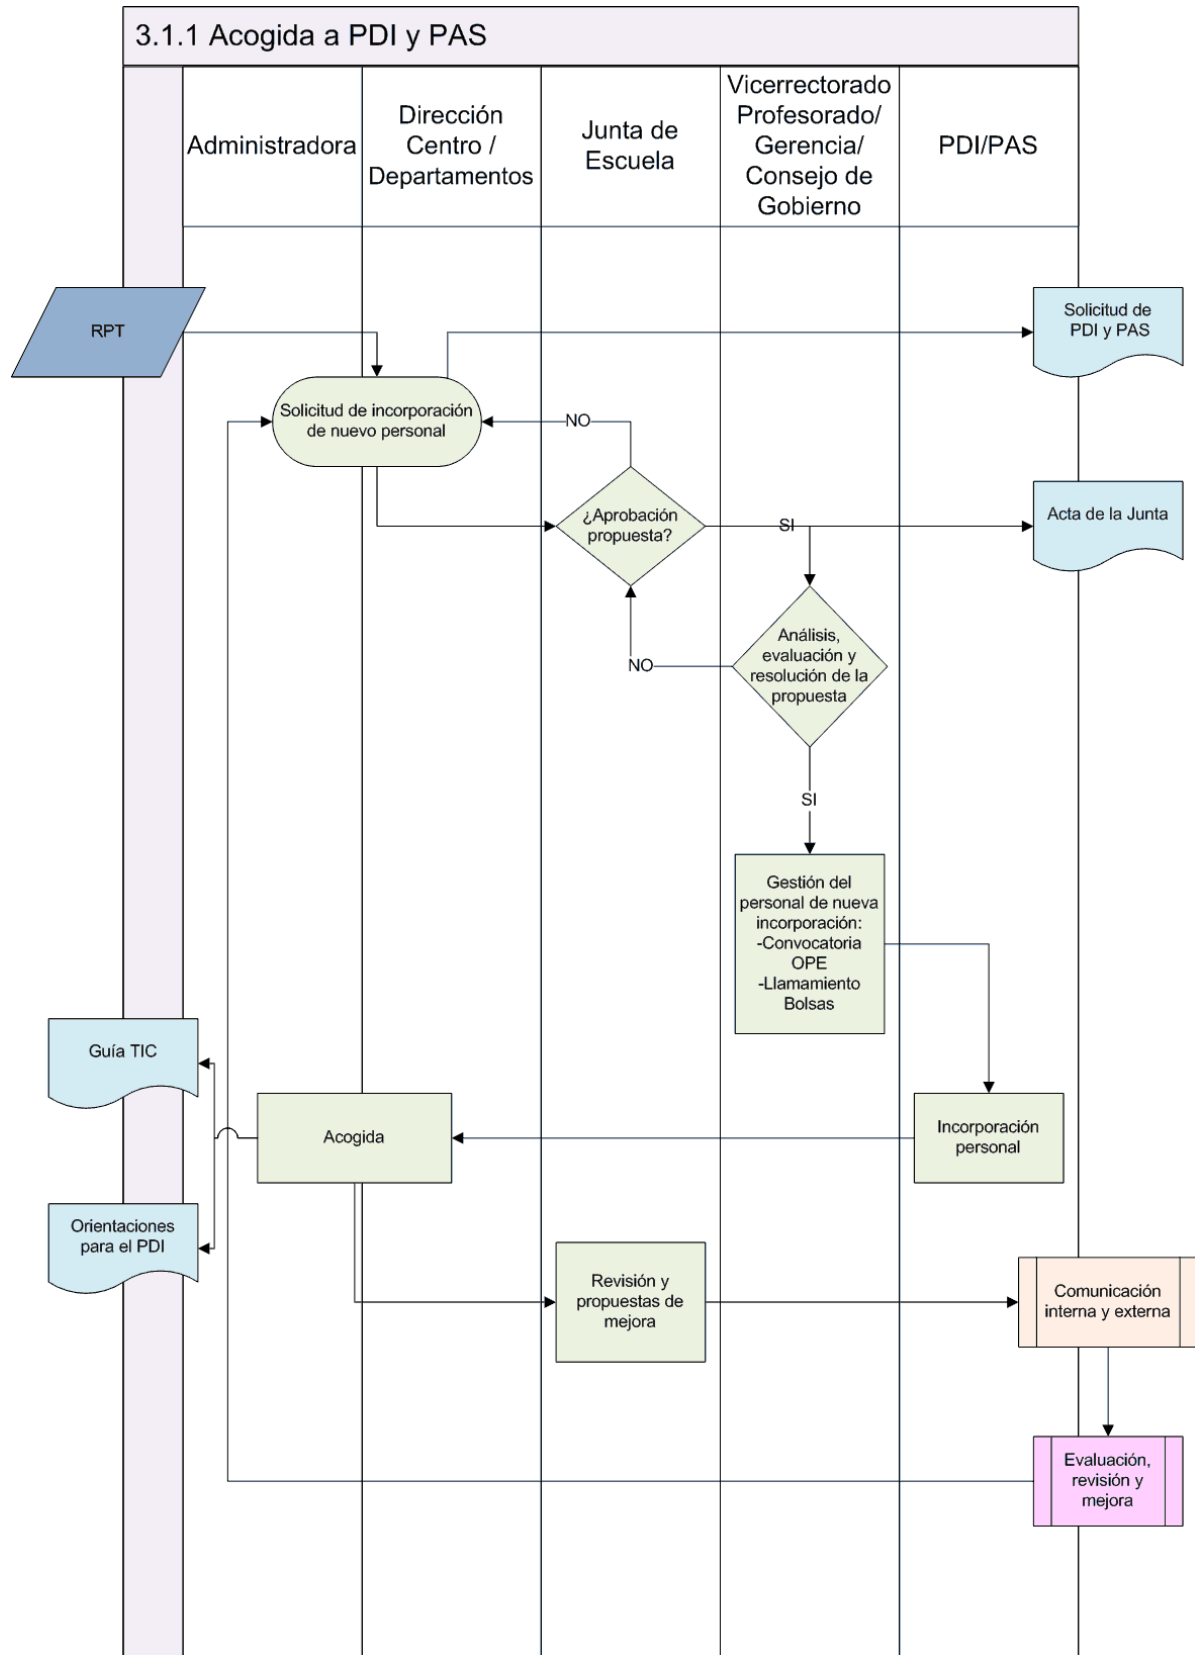 3.1.1 Acogida a PDI y PAS
Administradora
Dirección
Centro /
Departamentos
Junta de
Escuela
Vicerrectorado
Profesorado/
Gerencia/
Consejo de
Gobierno
PDI/PAS
RPT
Solicitud de
PDI y PAS
Solicitud de incorporación
de nuevo personal
NO
¿Aprobación
propuesta?
SI
Acta de la Junta
Análisis,
evaluación y
resolución de la
propuesta
NO
SI
Gestión del
personal de nueva
incorporación:
-Convocatoria
OPE
-Llamamiento
Bolsas
Guía TIC
Acogida
Incorporación
personal
Orientaciones
para el PDI
Revisión y
propuestas de
mejora
Comunicación
interna y externa
Evaluación,
revisión y
mejora